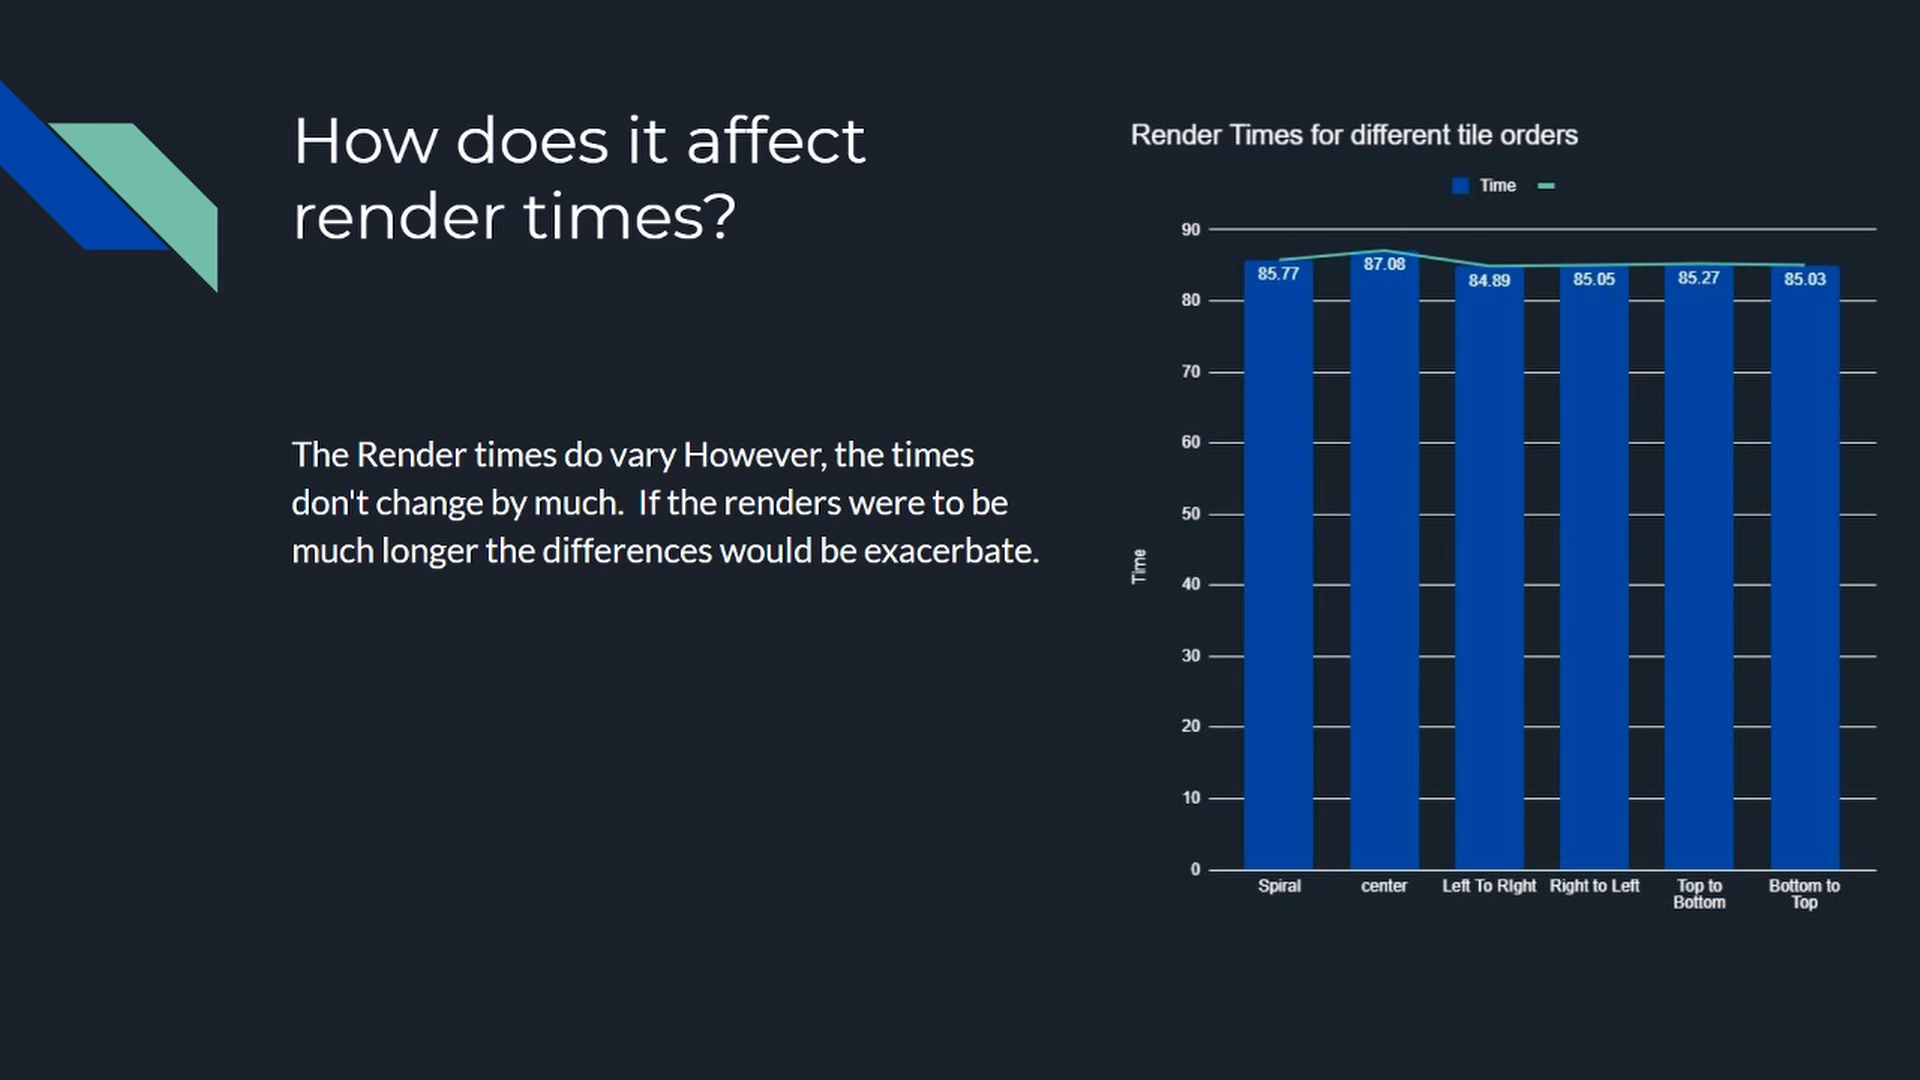 How does it affect
render times?
The Render times do vary However, the times
don't change by much.  If the renders were to be
much longer the differences would be exacerbate.
Render Times for different tile orders
Time
90
80
70
60
50
40
30
20
10
0
Time
85.77
87.08
84.89
85.05
85.27
85.03
Spiral
center
Left To RIght
Right to Left
Top to
Bottom
Bottom to
Top